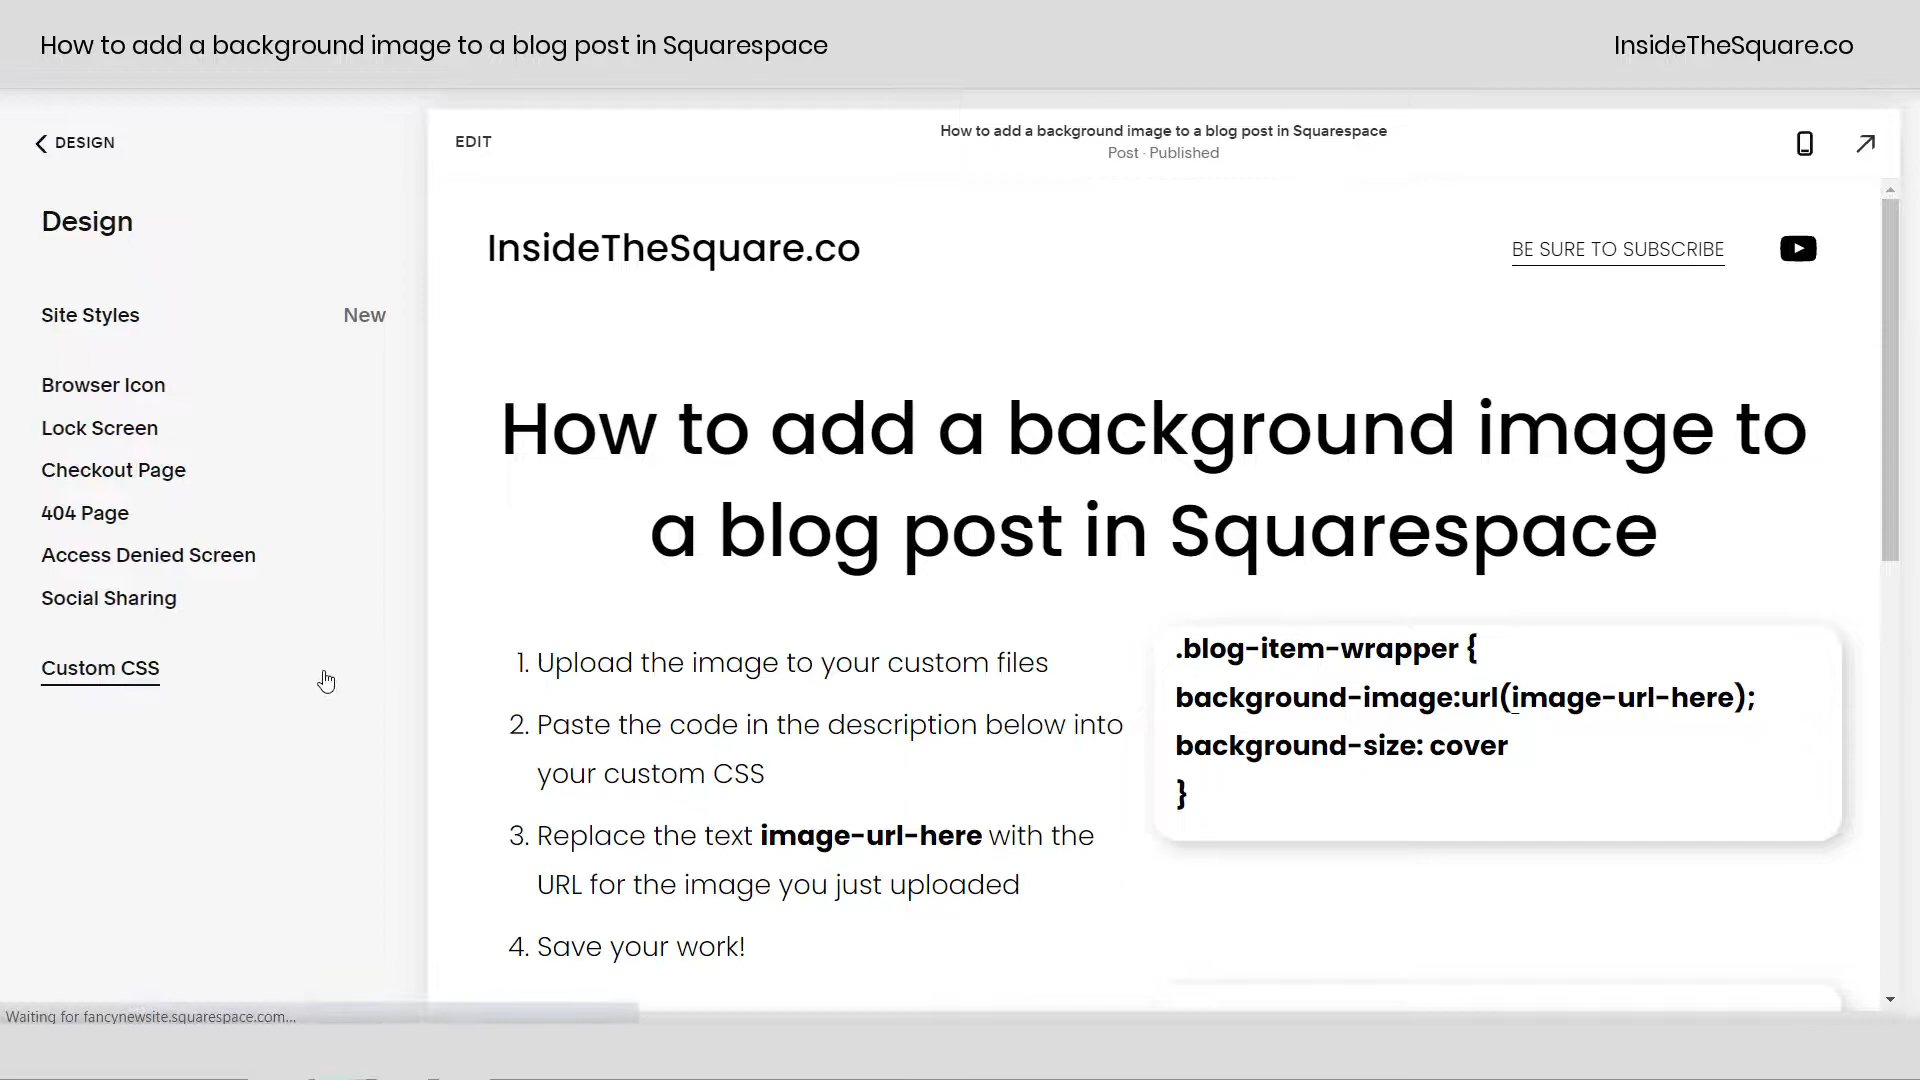 How to add a background image to a blog post in Squarespace
InsideTheSquare.co
DESIGN
Design
Site Styles New
Browser Icon
Lock Screen
Checkout Page
404 Page
Access Denied Screen
Social Sharing
Custom CSS
EDIT
How to add a background image to a blog post in Squarespace
Post · Published
InsideTheSquare.co
BE SURE TO SUBSCRIBE
How to add a background image to
a blog post in Squarespace
1. Upload the image to your custom files
2. Paste the code in the description below into
your custom CSS
3. Replace the text image-url-here with the
URL for the image you just uploaded
4. Save your work!
.blog-item-wrapper {
background-image:url(image-url-here);
background-size: cover
}
Waiting for fancynewsite.squarespace.com...